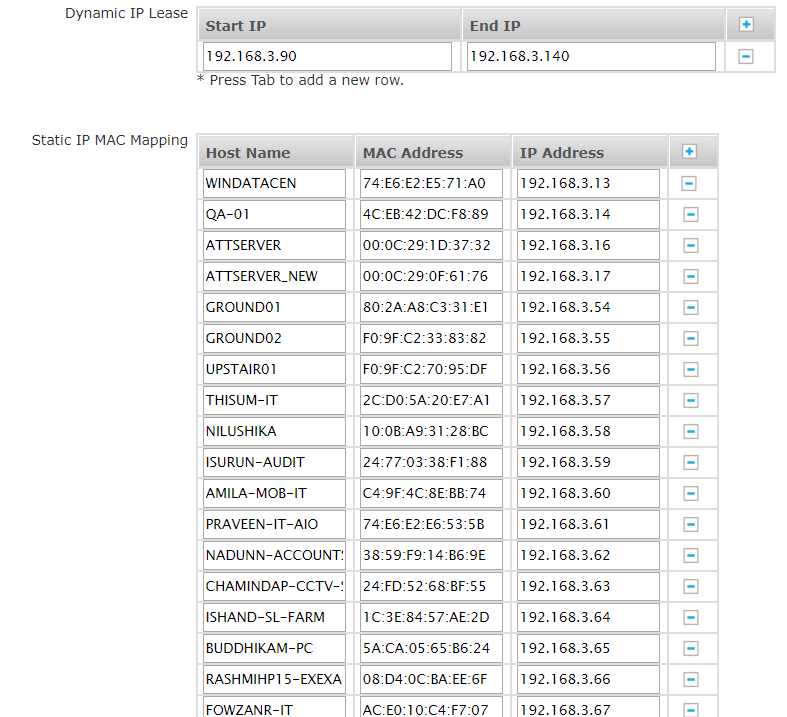 Dynamic IP Lease
Start IP End IP
192.168.3.90 192.168.3.140
* Press Tab to add a new row.
Static IP MAC Mapping
Host Name MAC Address IP Address
WINDATACEN 74:E6:E2:E5:71:A0 192.168.3.13
QA-01 4C:EB:42:DC:F8:89 192.168.3.14
ATTSERVER 00:0C:29:1D:37:32 192.168.3.16
ATTSERVER_NEW 00:0C:29:0F:61:76 192.168.3.17
GROUND01 80:2A:A8:C3:31:E1 192.168.3.54
GROUND02 F0:9F:C2:33:83:82 192.168.3.55
UPSTAIR01 F0:9F:C2:70:95:DF 192.168.3.56
THISUM-IT 2C:D0:5A:20:E7:A1 192.168.3.57
NILUSHIKA 10:0B:A9:31:28:BC 192.168.3.58
ISURUN-AUDIT 24:77:03:38:F1:88 192.168.3.59
AMILA-MOB-IT C4:9F:4C:8E:BB:74 192.168.3.60
PRAVEEN-IT-AIO 74:E6:E2:E6:53:5B 192.168.3.61
NADUNN-ACCOUNT 38:59:F9:14:B6:9E 192.168.3.62
CHAMINDAP-CCTV- 24:FD:52:68:BF:55 192.168.3.63
ISHAND-SL-FARM 1C:3E:84:57:AE:2D 192.168.3.64
BUDDHIKAM-PC 5A:CA:05:65:B6:24 192.168.3.65
RASHMIHP15-EXEXA 08:D4:0C:BA:EE:6F 192.168.3.66
FOWZANR-IT AC:E0:10:C4:F7:07 192.168.3.67